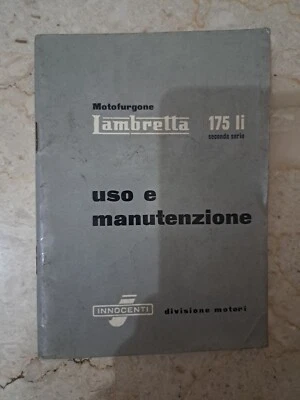 Motofurgone
Lambretta 175 li
seconda serie
uso e
manutenzione
INNOCENTI divisione motori